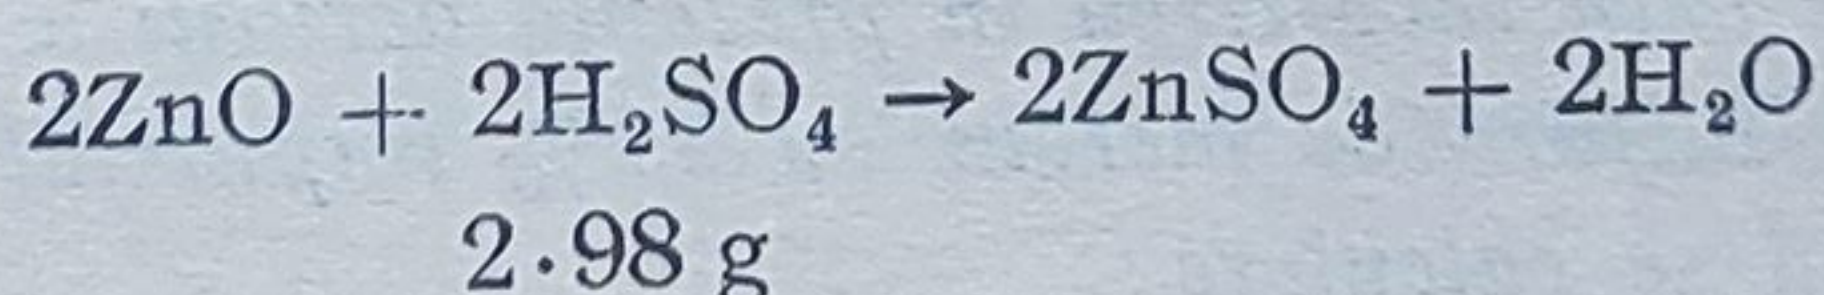 2ZnO + 2H₂SO₄ → 2ZnSO₄ + 2H₂O
2·98 g